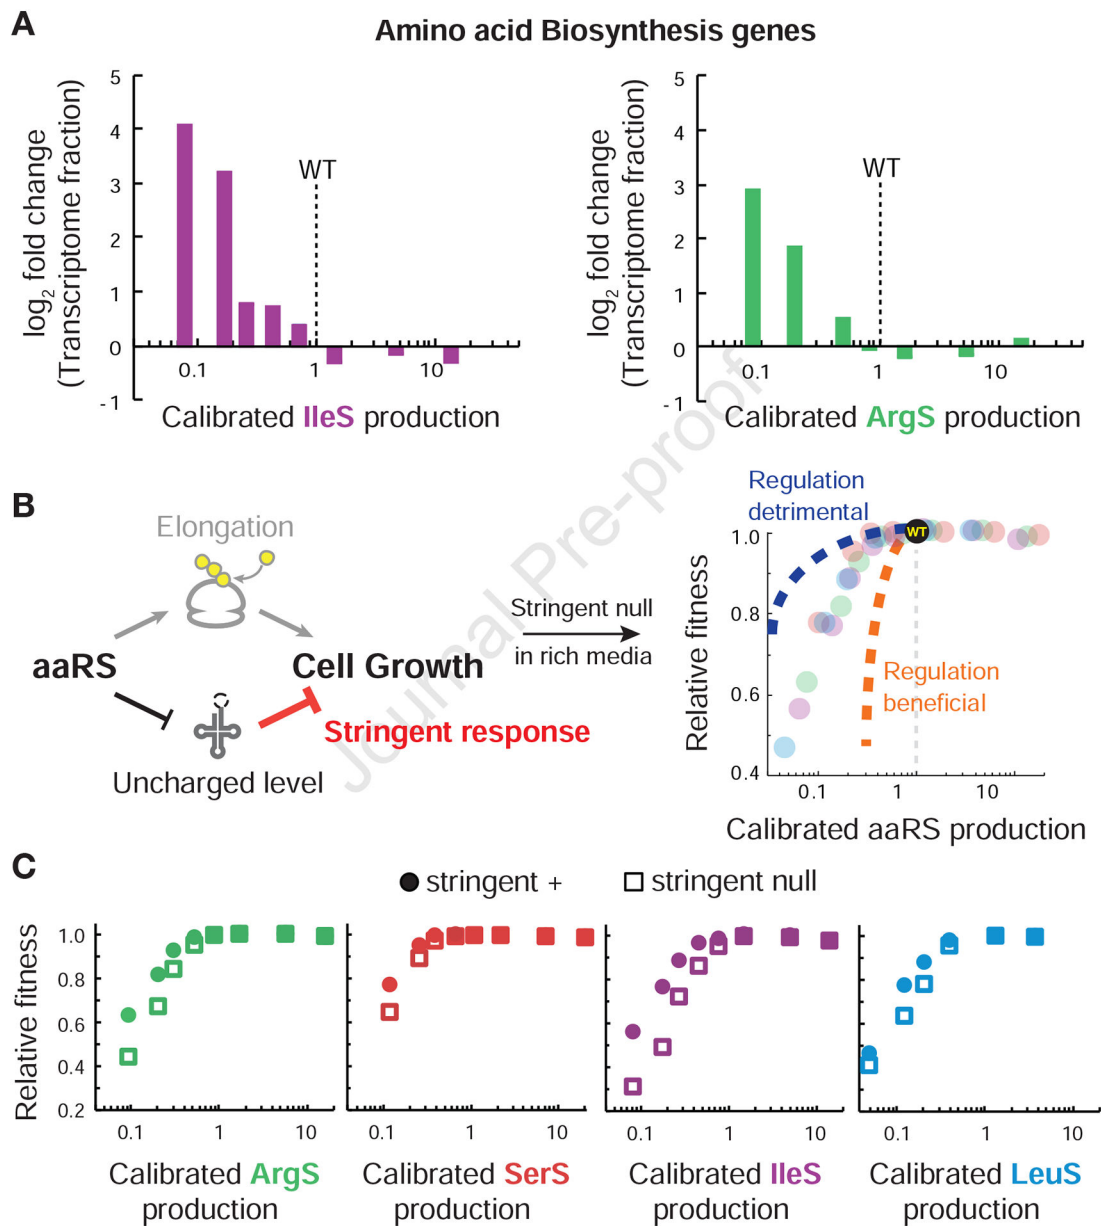 A
Amino acid Biosynthesis genes
log2 fold change
(Transcriptome fraction)
5
4
3
2
1
0
-1
WT
0.1
1
10
Calibrated IleS production
log2 fold change
(Transcriptome fraction)
5
4
3
2
1
0
-1
WT
0.1
1
10
Calibrated ArgS production
Journal Pre-proof
B
Elongation
aaRS
Cell Growth
Stringent response
Uncharged level
Stringent null
in rich media
Regulation
detrimental
WT
Regulation
beneficial
Relative fitness
1.0
0.8
0.6
0.4
0.1
1
10
Calibrated aaRS production
C
stringent +
stringent null
Relative fitness
1.0
0.8
0.6
0.4
0.2
0.1
1
10
Calibrated ArgS
production
0.1
1
10
Calibrated SerS
production
0.1
1
10
Calibrated IleS
production
0.1
1
10
Calibrated LeuS
production